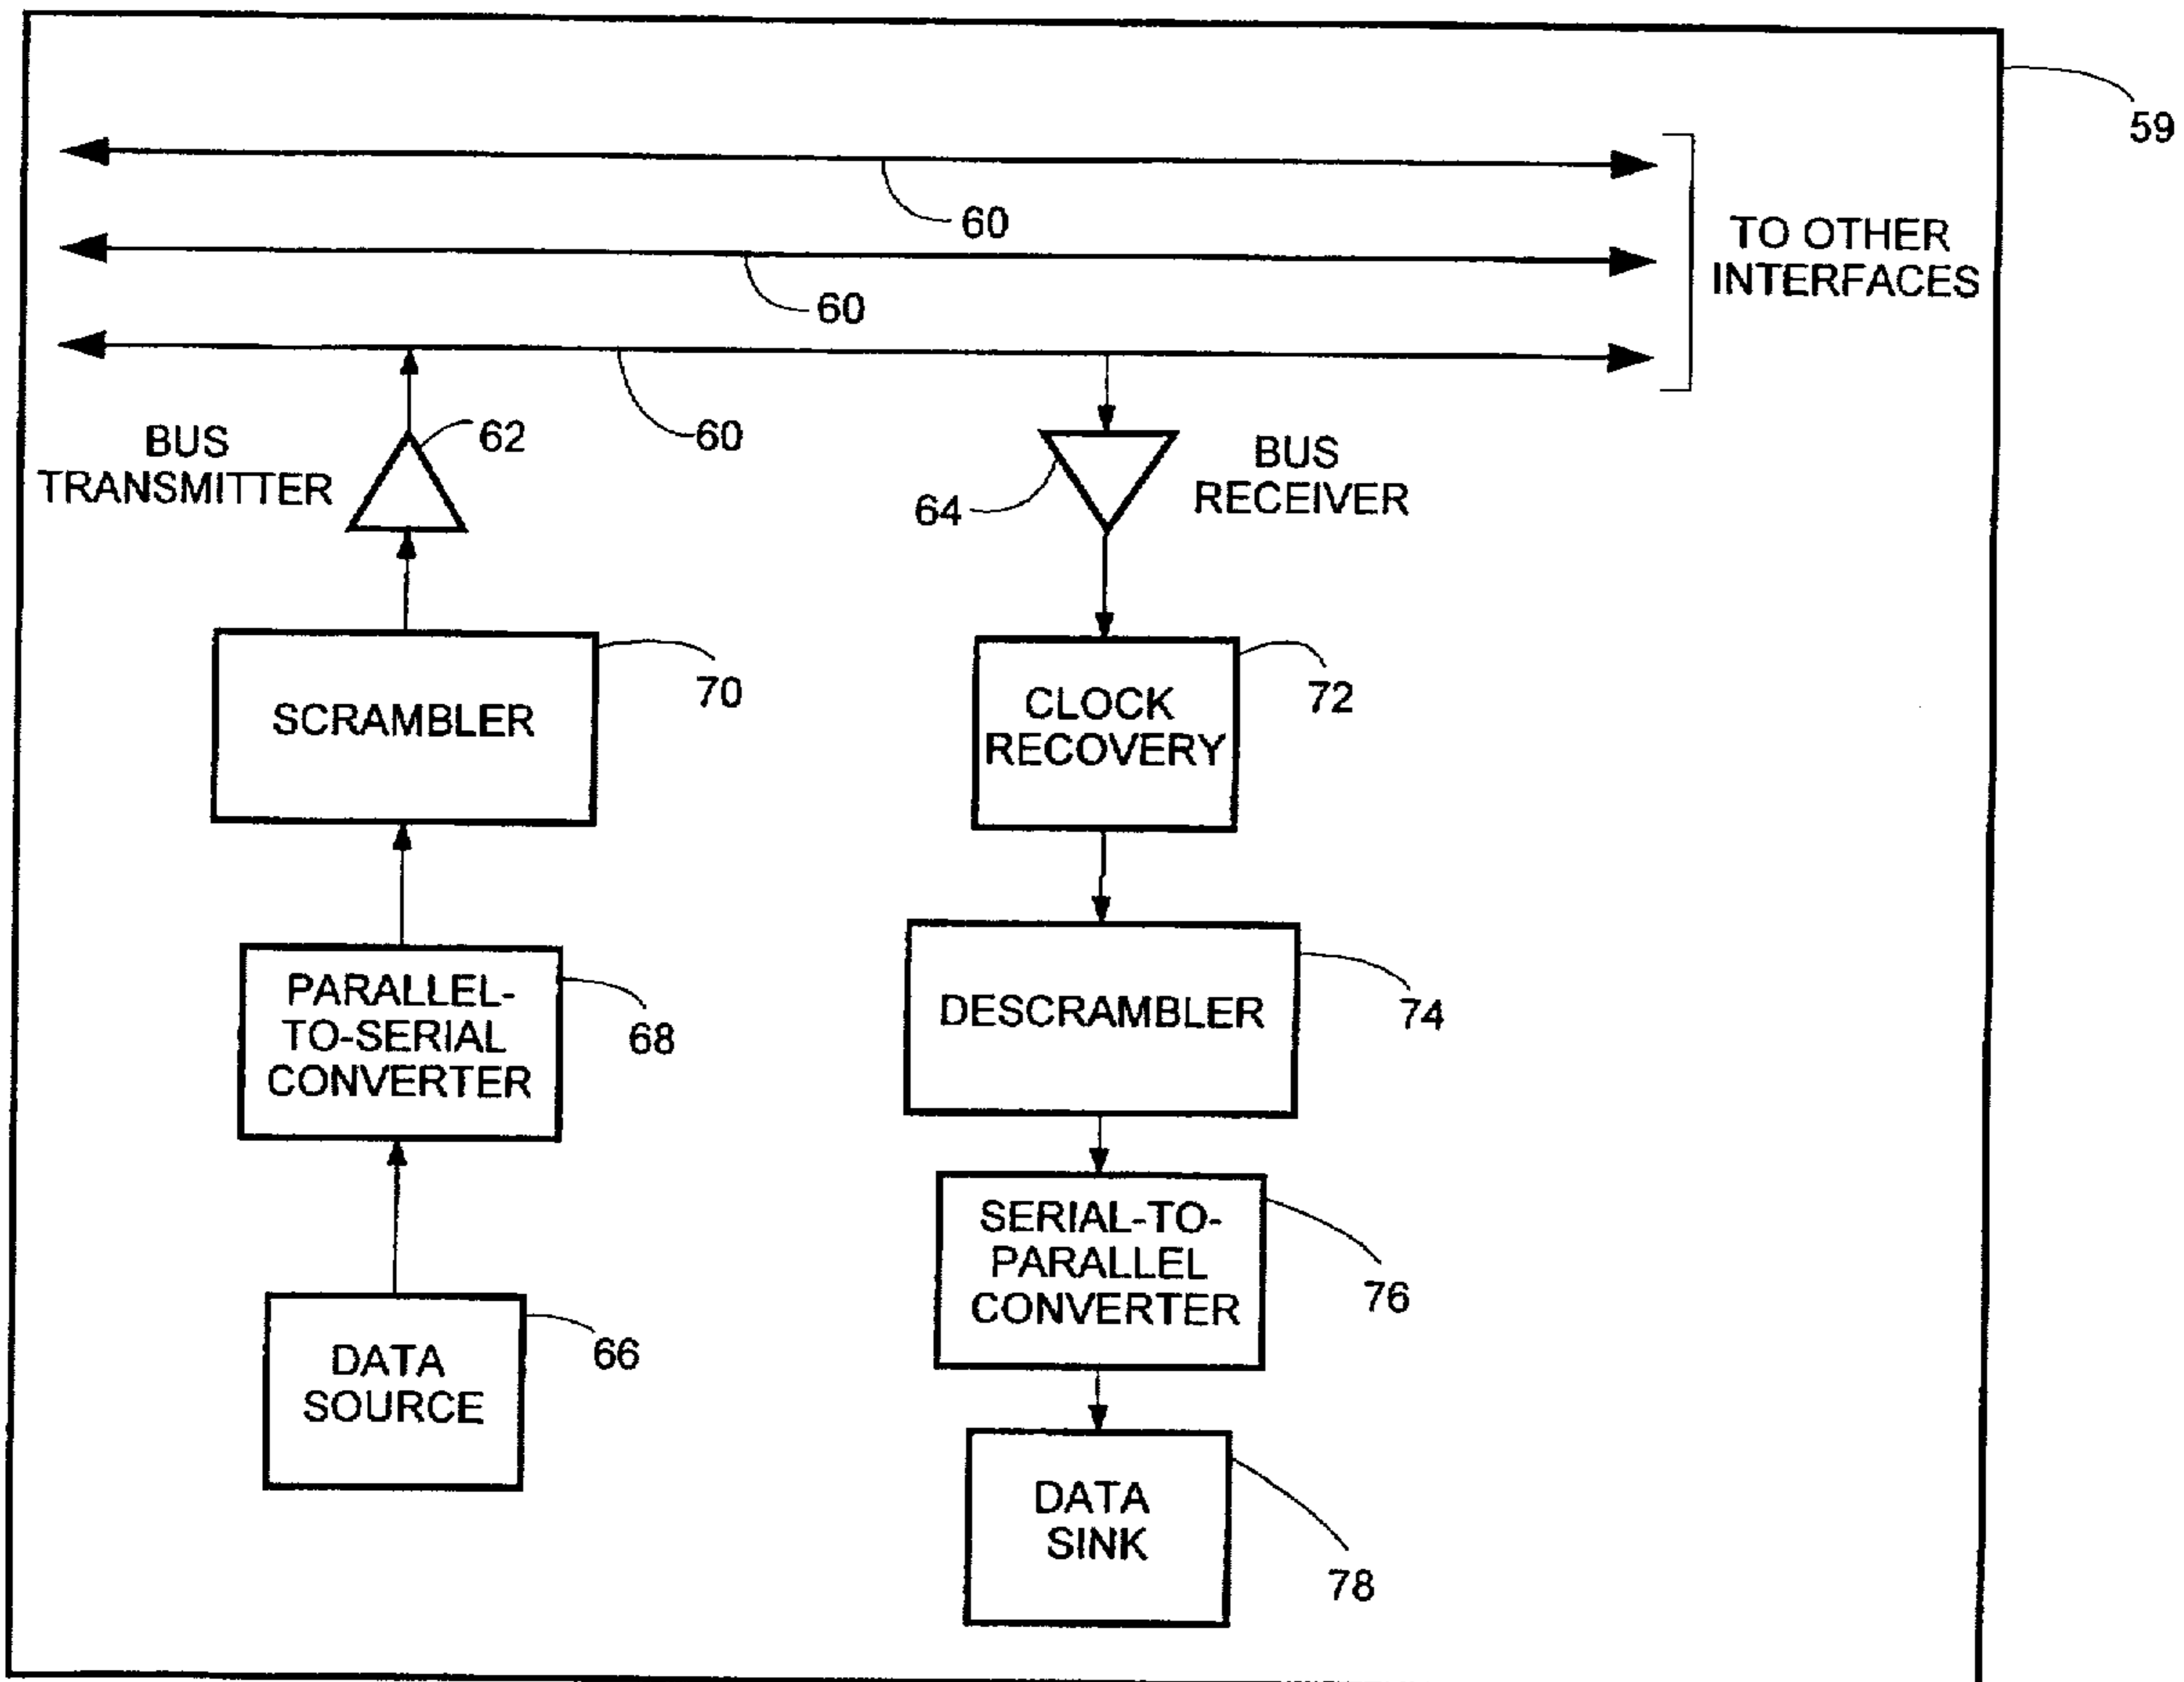 59
60
TO OTHER
INTERFACES
60
60
BUS
TRANSMITTER
62
64
BUS
RECEIVER
SCRAMBLER
70
CLOCK
RECOVERY
72
PARALLEL-
TO-SERIAL
CONVERTER
68
DESCRAMBLER
74
SERIAL-TO-
PARALLEL
CONVERTER
76
DATA
SOURCE
66
DATA
SINK
78